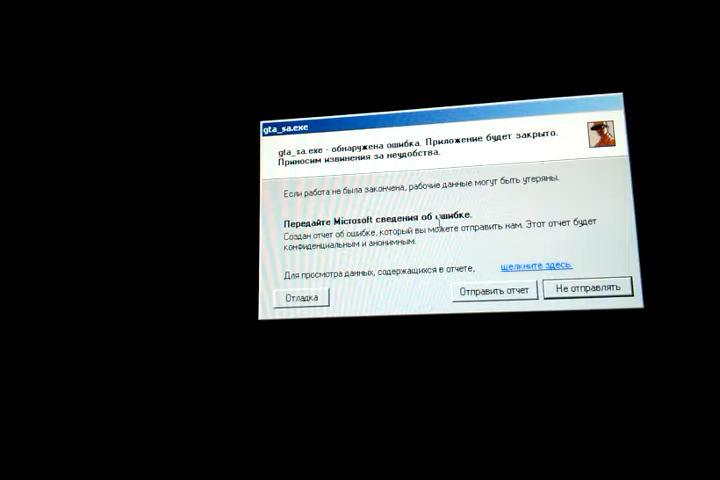 gta_sa.exe
gta_sa.exe - обнаружена ошибка. Приложение будет закрыто.
Приносим извинения за неудобства.
Если работа не была закончена, рабочие данные могут быть утеряны.
Передайте Microsoft сведения об ошибке.
Создан отчет об ошибке, который вы можете отправить нам. Этот отчет будет
конфиденциальным и анонимным.
Для просмотра данных, содержащихся в отчете, щелкните здесь.
Отладка Отправить отчет Не отправлять